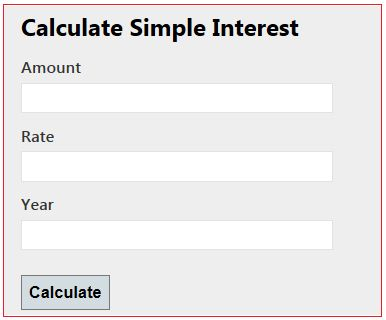 Calculate Simple Interest
Amount
Rate
Year
Calculate